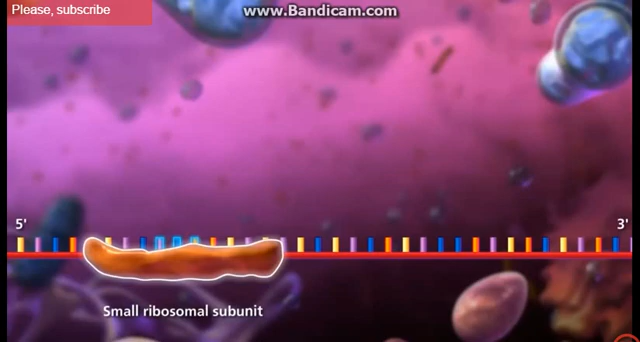 Please, subscribe
www.Bandicam.com
5'
3'
Small ribosomal subunit